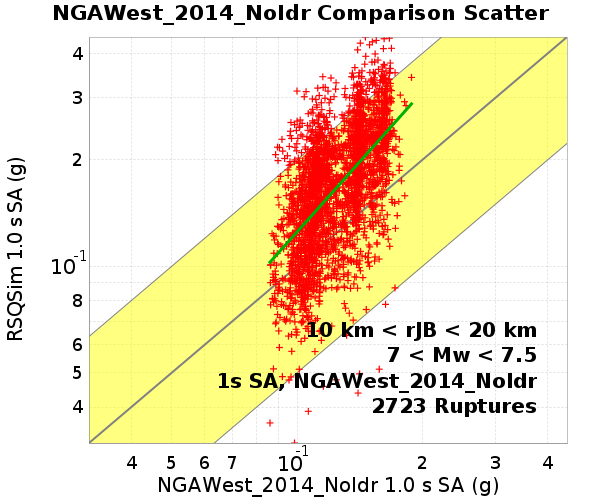 NGAWest_2014_NoIdr Comparison Scatter
RSQSim 1.0 s SA (g)
4
3
2
10-1
8
6
5
4
10 km < rJB < 20 km
7 < Mw < 7.5
1s SA, NGAWest_2014_NoIdr
2723 Ruptures
4 5 6 7 10-1 2 3 4
NGAWest_2014_NoIdr 1.0 s SA (g)